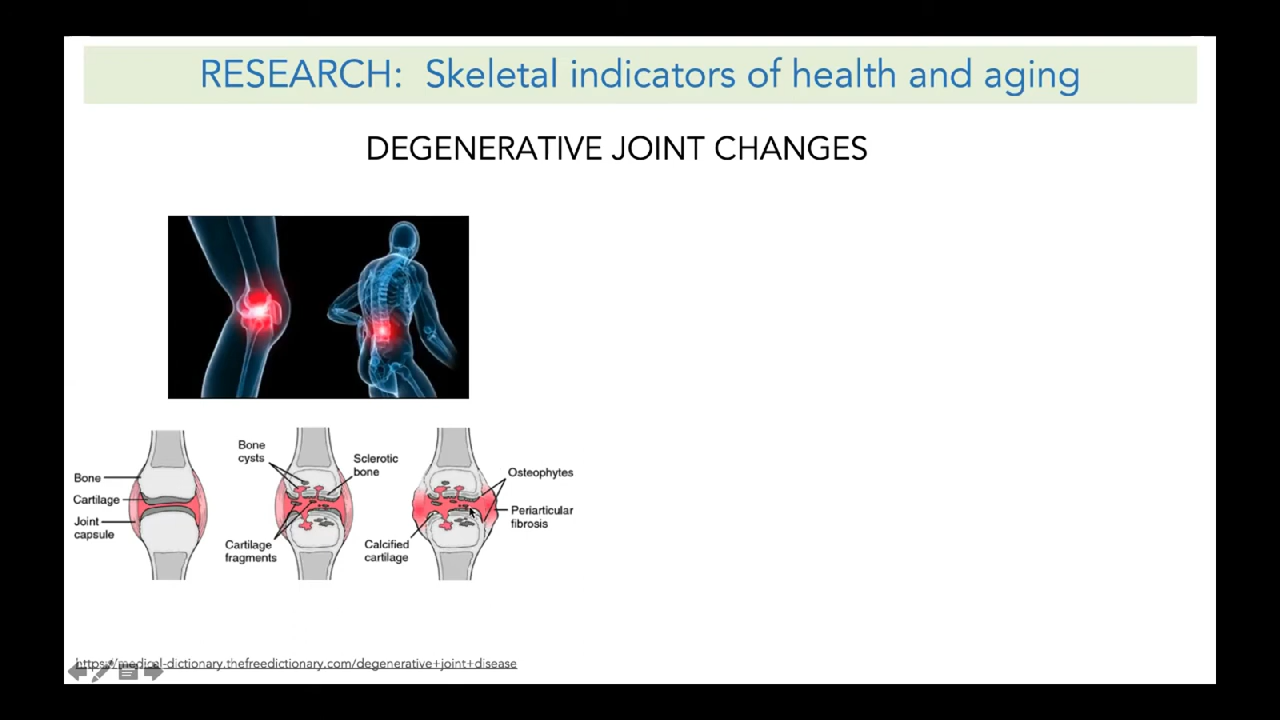 RESEARCH: Skeletal indicators of health and aging
DEGENERATIVE JOINT CHANGES
Bone
Cartilage
Joint
capsule
Bone
cysts
Sclerotic
bone
Cartilage
fragments
Osteophytes
Periarticular
fibrosis
Calcified
cartilage
https://medical-dictionary.thefreedictionary.com/degenerative+joint+disease